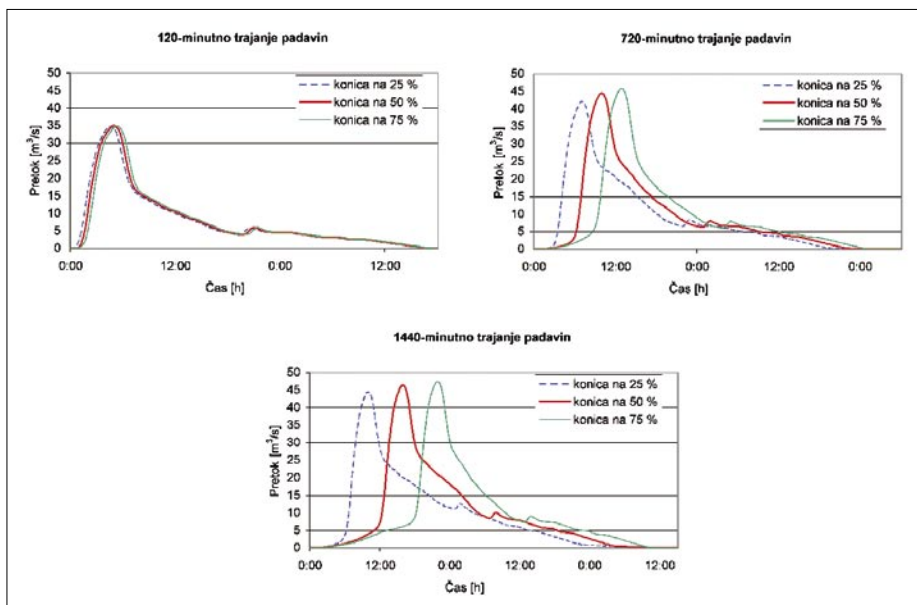 120-minutno trajanje padavin
Pretok [m³/s]
50
45
40
35
30
25
20
15
10
5
0
konica na 25 %
konica na 50 %
konica na 75 %
0:00 12:00 0:00 12:00
Čas [h]
720-minutno trajanje padavin
Pretok [m³/s]
50
45
40
35
30
25
20
15
10
5
0
konica na 25 %
konica na 50 %
konica na 75 %
0:00 12:00 0:00 12:00 0:00
Čas [h]
1440-minutno trajanje padavin
Pretok [m³/s]
50
45
40
35
30
25
20
15
10
5
0
konica na 25 %
konica na 50 %
konica na 75 %
0:00 12:00 0:00 12:00 0:00 12:00
Čas [h]